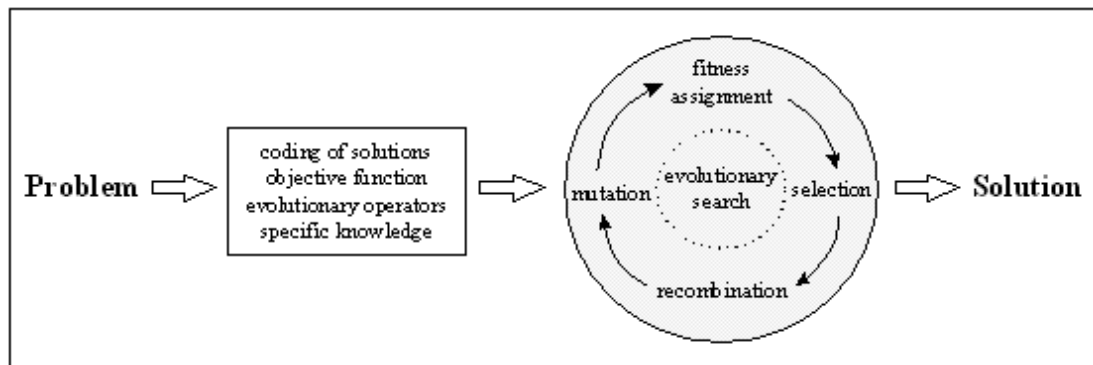 Problem
coding of solutions
objective function
evolutionary operators
specific knowledge
fitness
assignment
mutation
evolutionary
search
selection
recombination
Solution